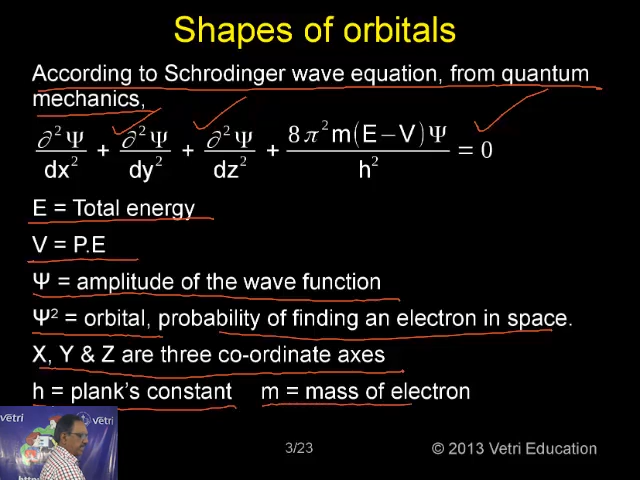 Shapes of orbitals
According to Schrodinger wave equation, from quantum
mechanics,
∂²Ψ/dx² + ∂²Ψ/dy² + ∂²Ψ/dz² + 8π²m(E−V)Ψ/h² = 0
E = Total energy
V = P.E
Ψ = amplitude of the wave function
Ψ² = orbital, probability of finding an electron in space.
X, Y & Z are three co-ordinate axes
h = plank's constant m = mass of electron
vetri
3/23
© 2013 Vetri Education